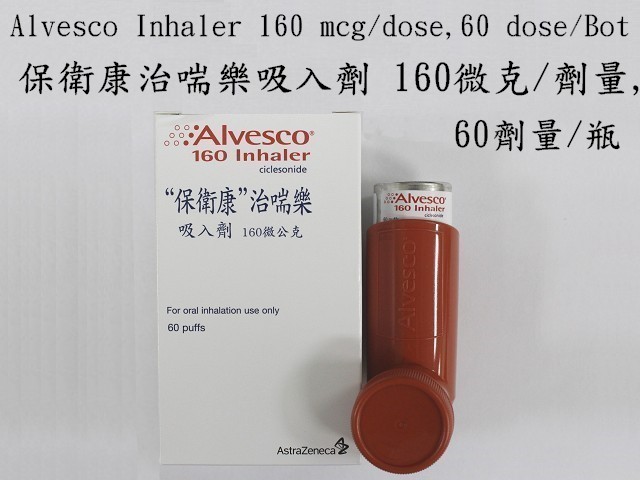 Alvesco Inhaler 160 mcg/dose,60 dose/Bot
保衛康治喘樂吸入劑 160微克/劑量,
60劑量/瓶
Alvesco®
160 Inhaler
ciclesonide
“保衛康”治喘樂
吸入劑 160微公克
For oral inhalation use only
60 puffs
AstraZeneca
Alvesco®
160 Inhaler
ciclesonide
Alvesco